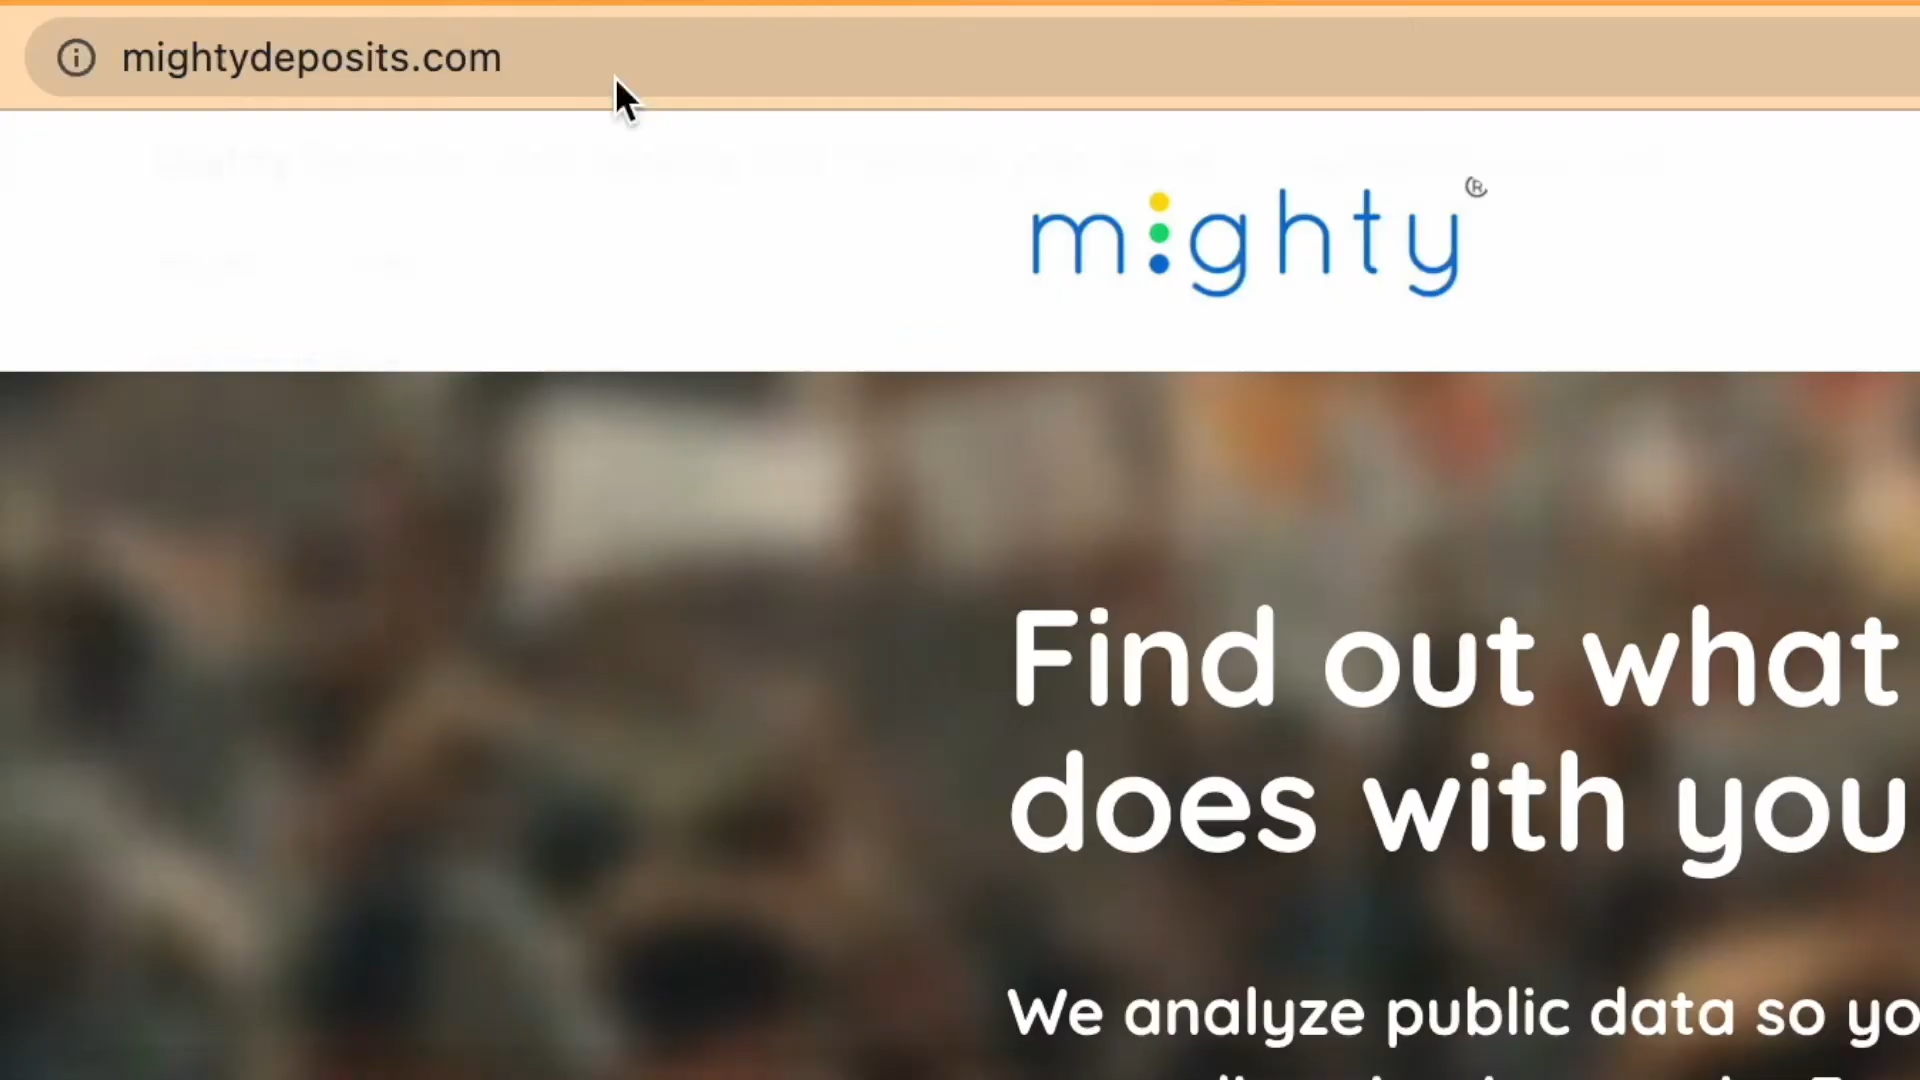 mightydeposits.com
mighty®
Find out what
does with you
We analyze public data so yo